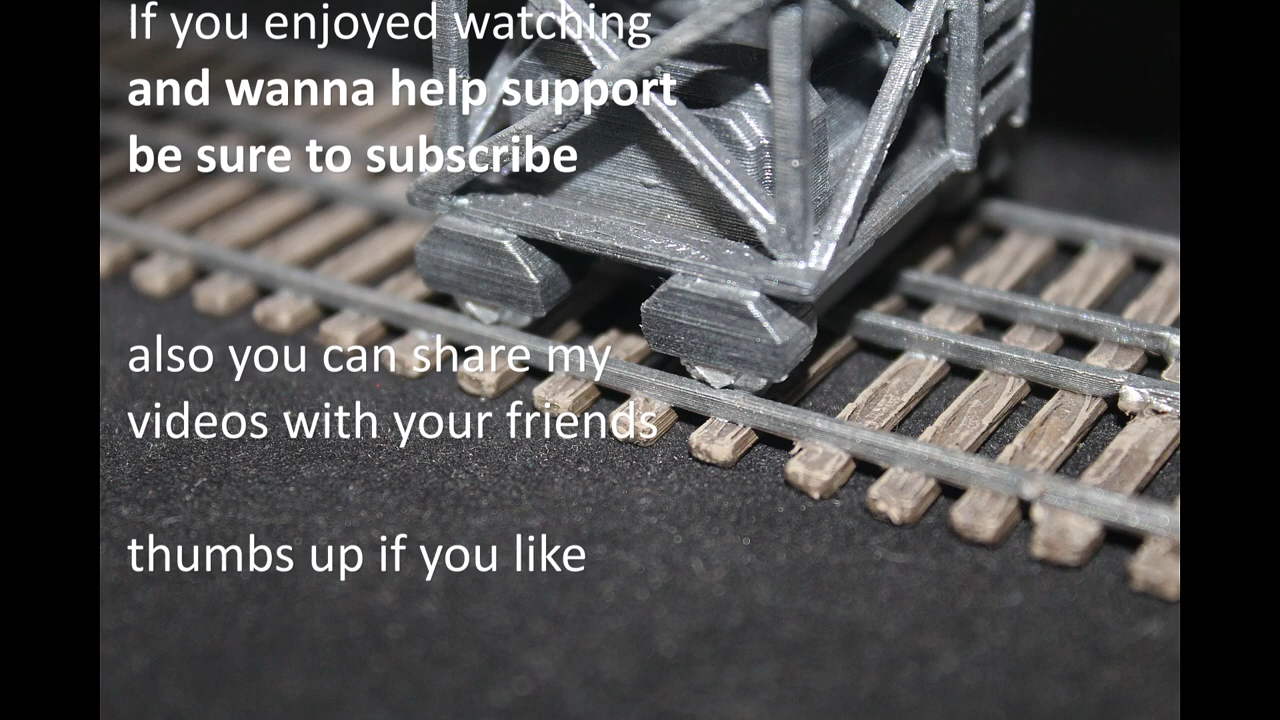 If you enjoyed watching
and wanna help support
be sure to subscribe
also you can share my
videos with your friends
thumbs up if you like